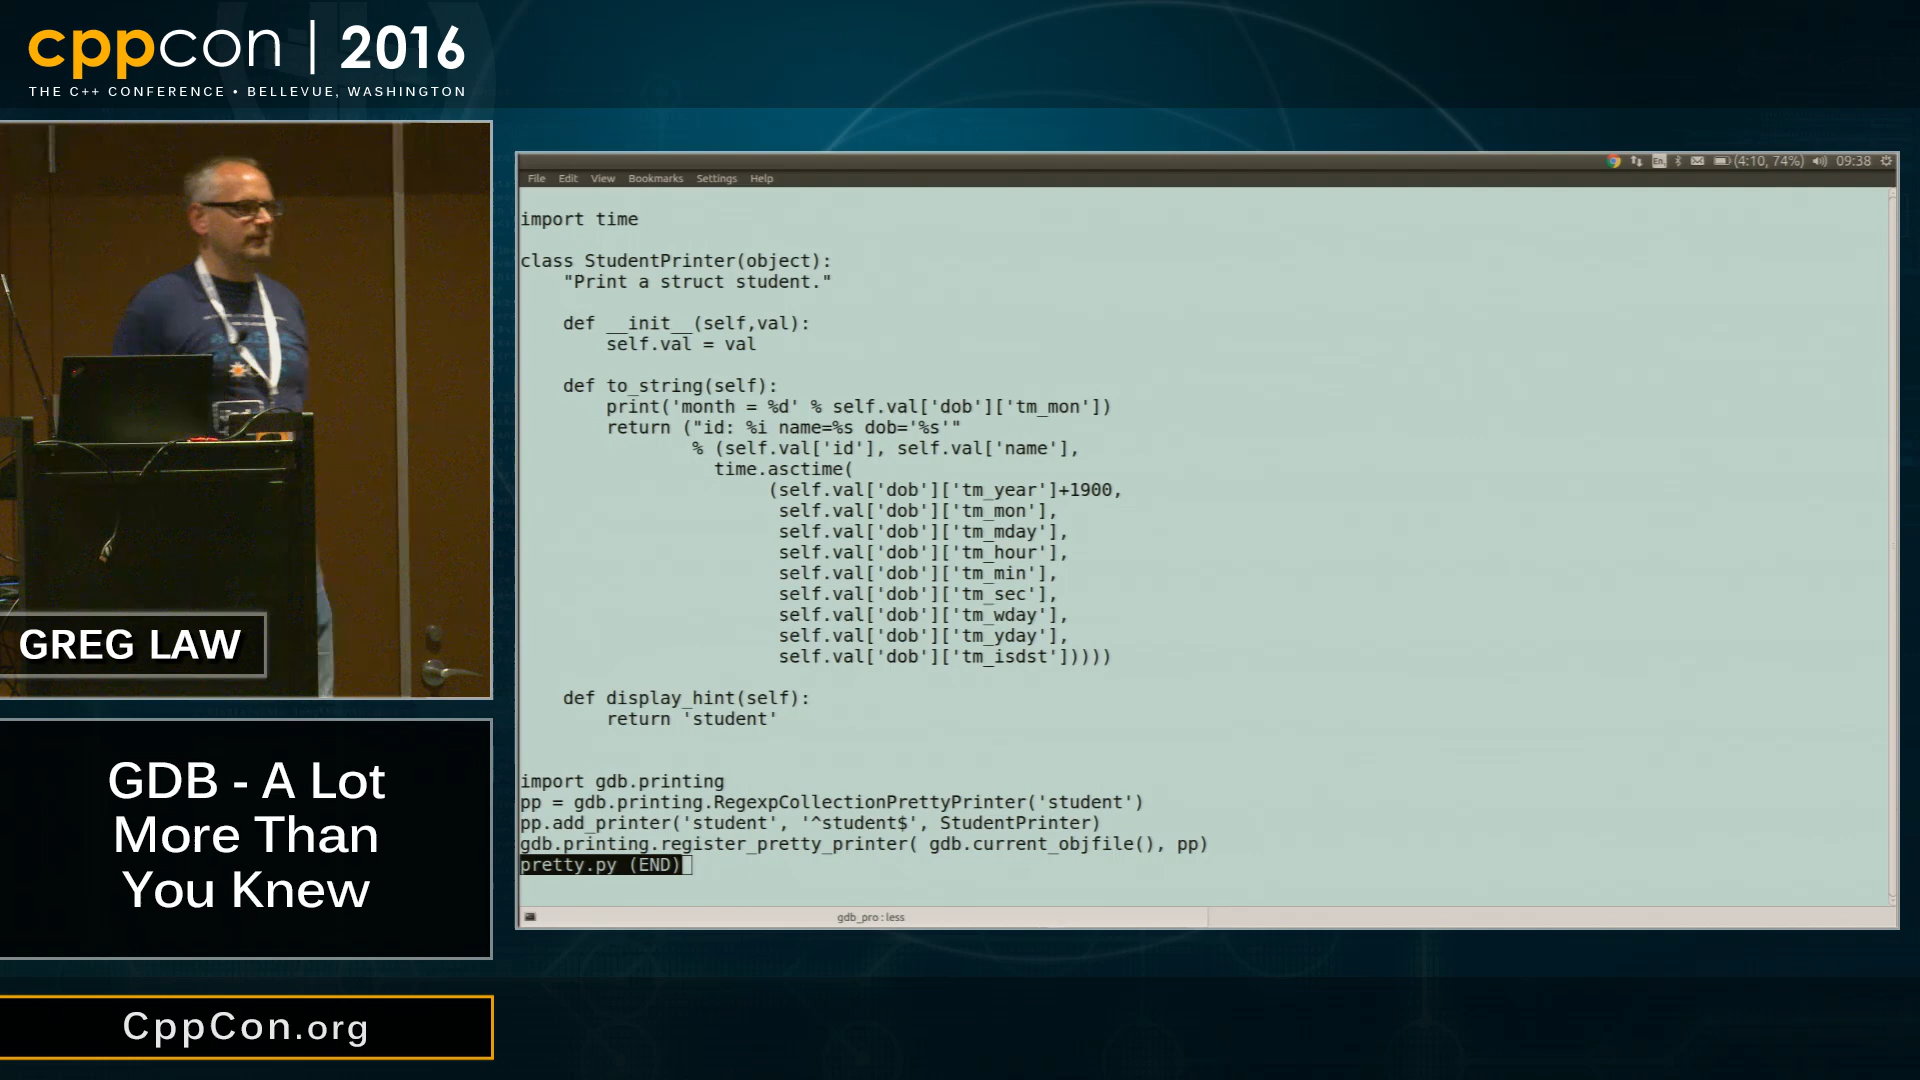 cppcon | 2016
THE C++ CONFERENCE • BELLEVUE, WASHINGTON
GREG LAW
GDB - A Lot
More Than
You Knew
CppCon.org
En (4:10, 74%) 09:38
File Edit View Bookmarks Settings Help
import time
class StudentPrinter(object):
    "Print a struct student."
    def __init__(self,val):
        self.val = val
    def to_string(self):
        print('month = %d' % self.val['dob']['tm_mon'])
        return ("id: %i name=%s dob='%s'"
                % (self.val['id'], self.val['name'],
                  time.asctime(
                       (self.val['dob']['tm_year']+1900,
                        self.val['dob']['tm_mon'],
                        self.val['dob']['tm_mday'],
                        self.val['dob']['tm_hour'],
                        self.val['dob']['tm_min'],
                        self.val['dob']['tm_sec'],
                        self.val['dob']['tm_wday'],
                        self.val['dob']['tm_yday'],
                        self.val['dob']['tm_isdst']))))
    def display_hint(self):
        return 'student'
import gdb.printing
pp = gdb.printing.RegexpCollectionPrettyPrinter('student')
pp.add_printer('student', '^student$', StudentPrinter)
gdb.printing.register_pretty_printer( gdb.current_objfile(), pp)
pretty.py (END)
gdb_pro : less